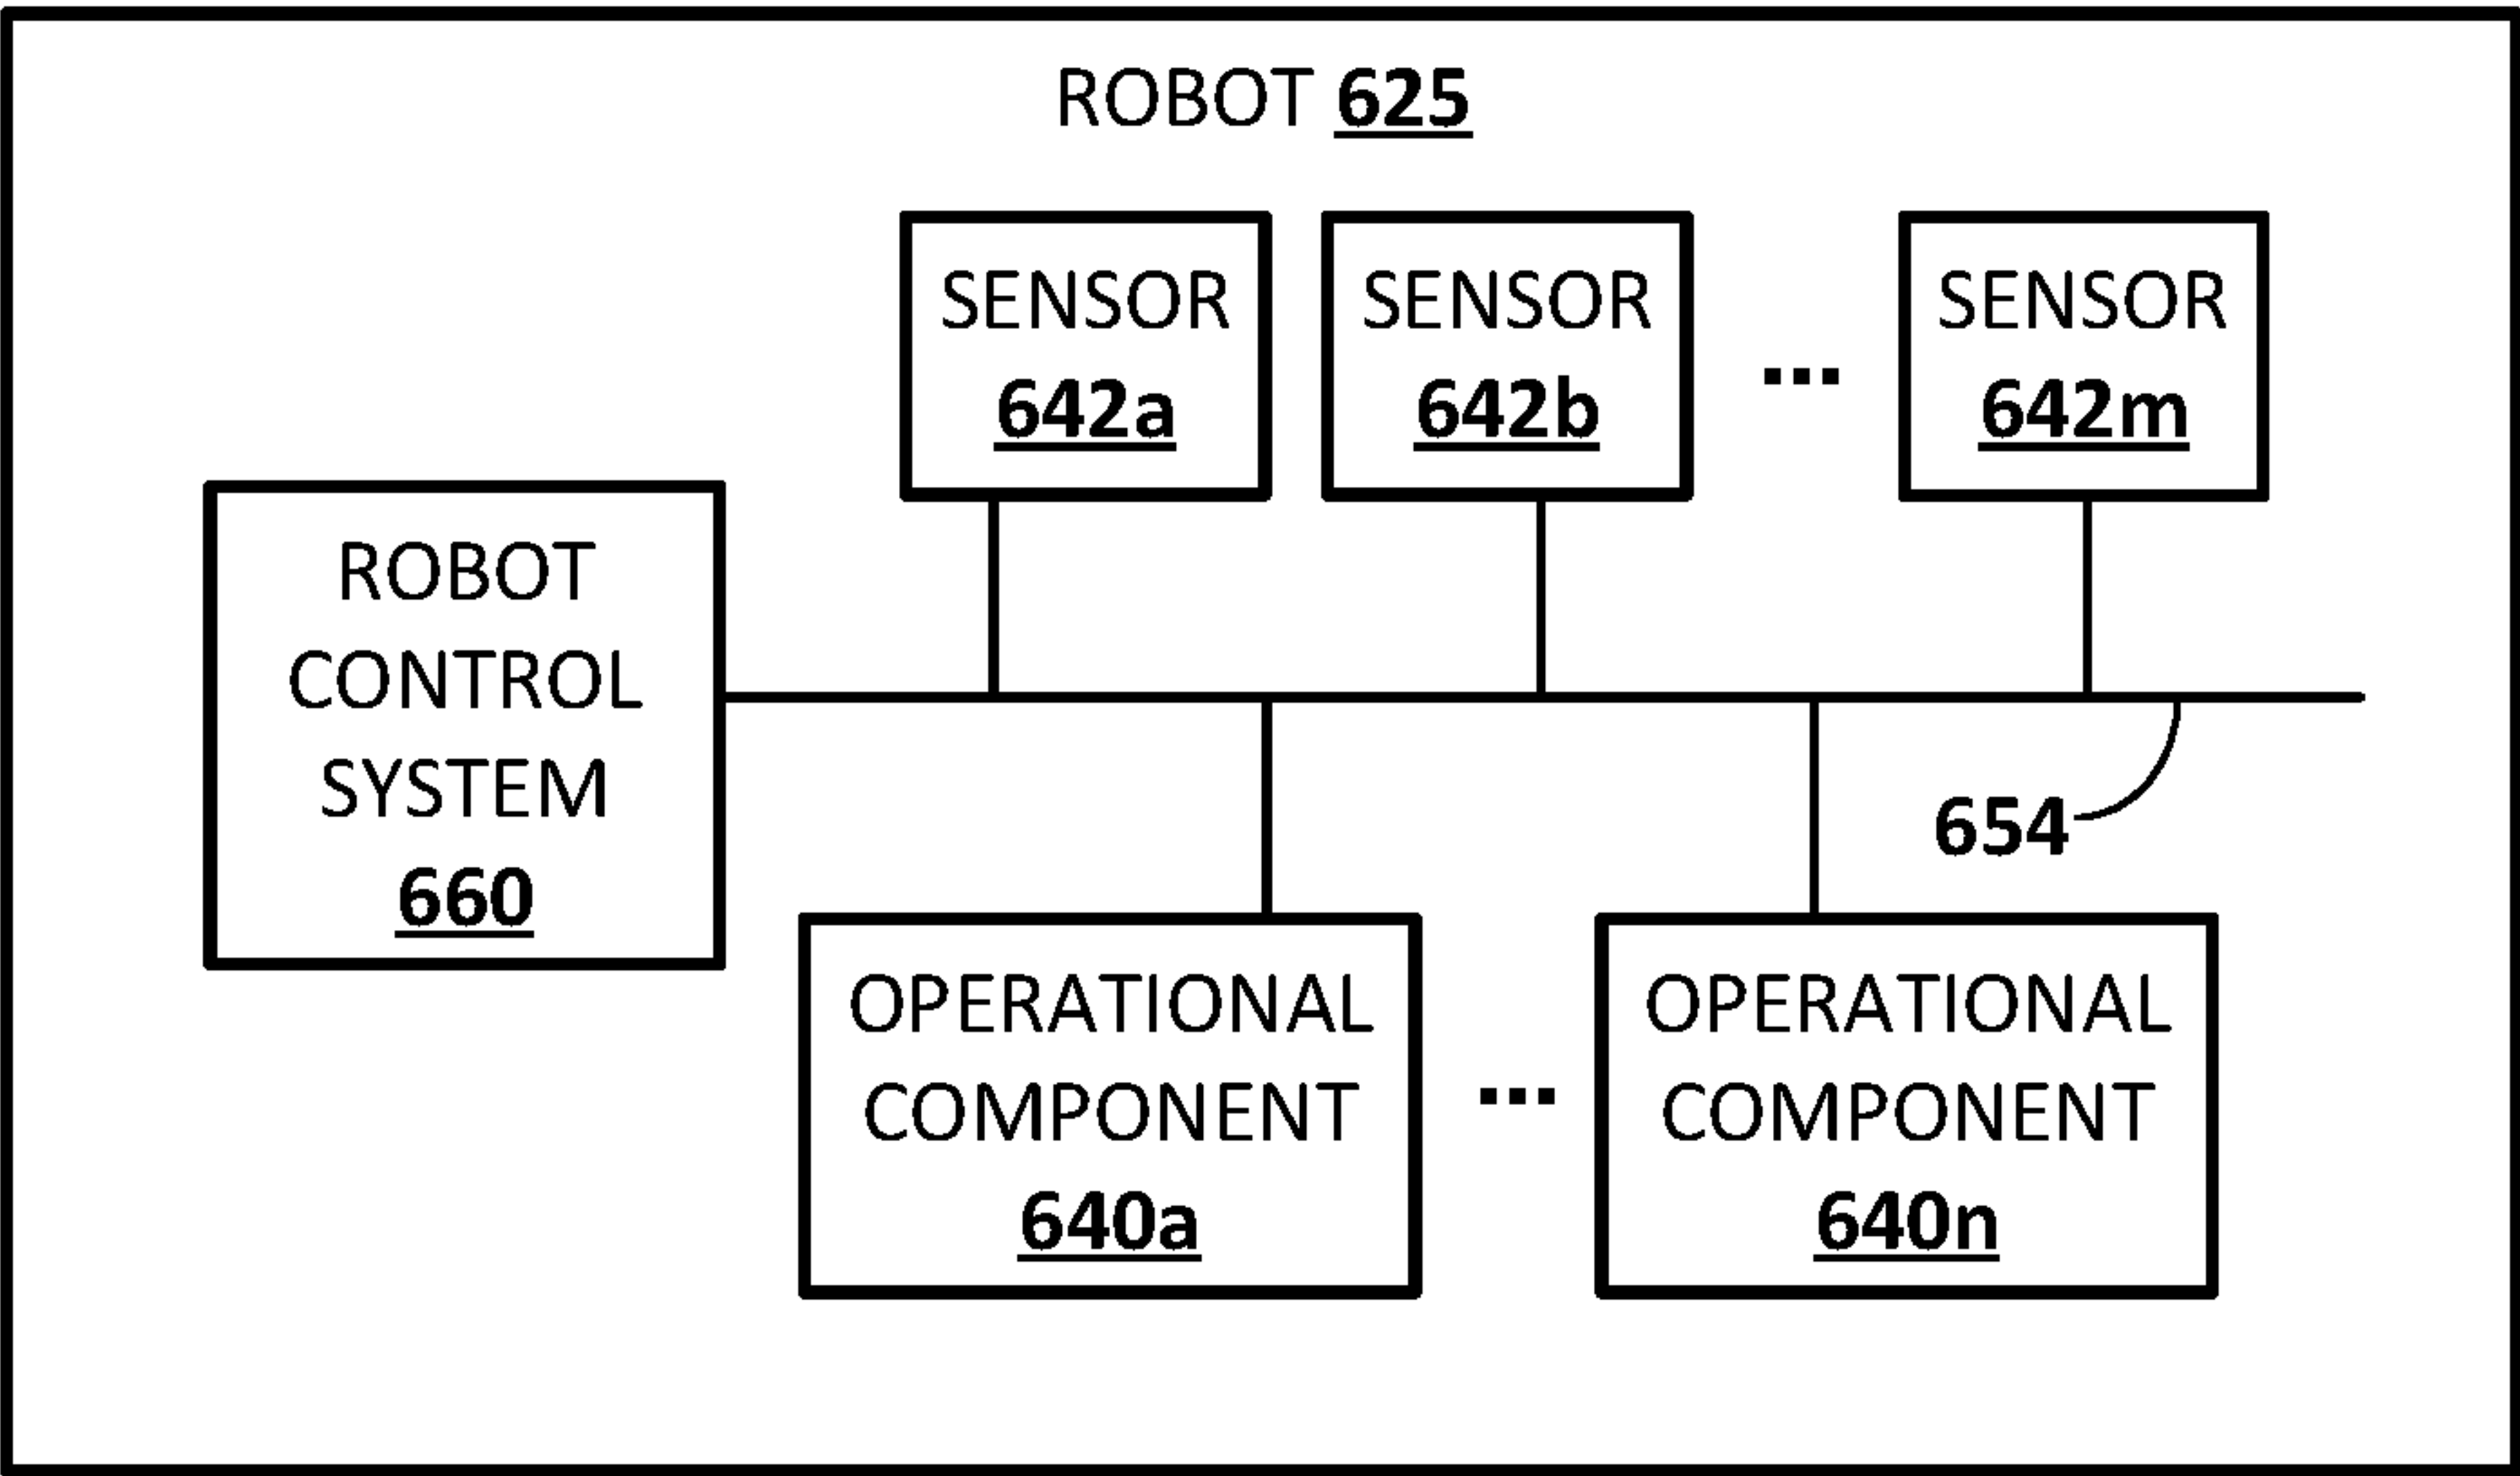 ROBOT 625
SENSOR
642a
SENSOR
642b
...
SENSOR
642m
ROBOT
CONTROL
SYSTEM
660
654
OPERATIONAL
COMPONENT
640a
...
OPERATIONAL
COMPONENT
640n